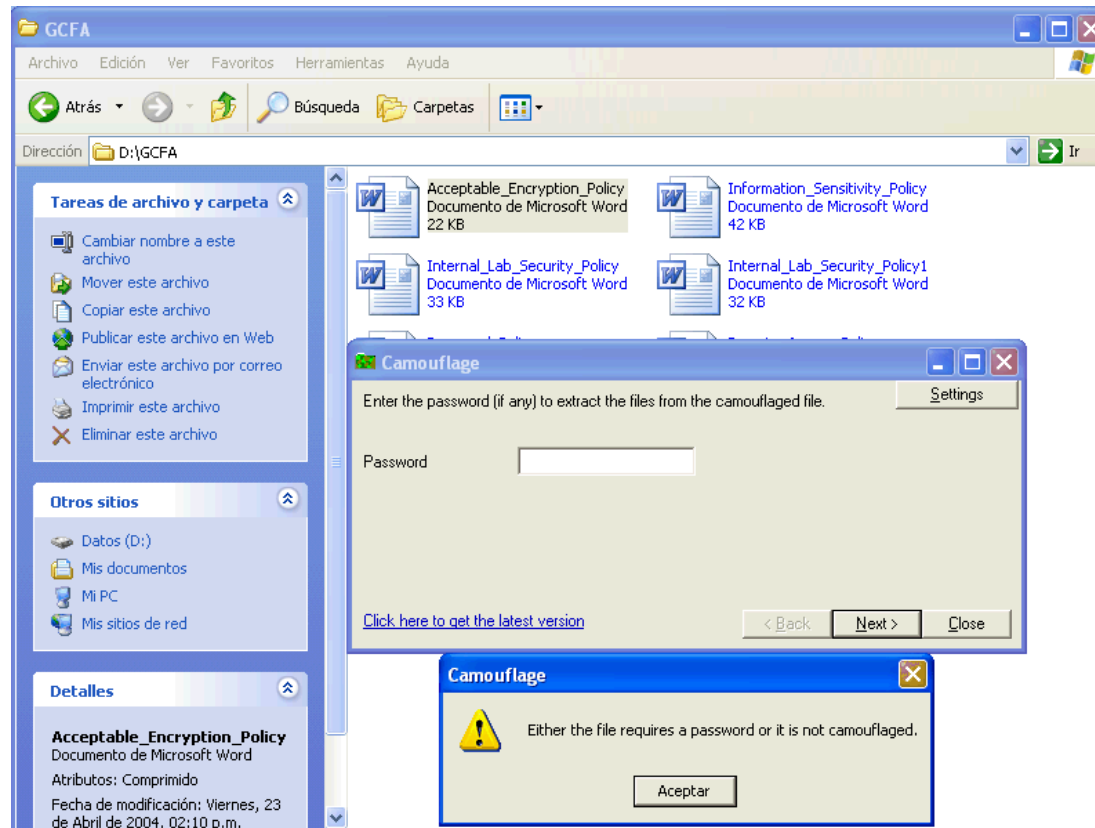 GCFA
Archivo Edición Ver Favoritos Herramientas Ayuda
Atrás Búsqueda Carpetas
Dirección D:\GCFA Ir
Tareas de archivo y carpeta
Cambiar nombre a este
archivo
Mover este archivo
Copiar este archivo
Publicar este archivo en Web
Enviar este archivo por correo
electrónico
Imprimir este archivo
Eliminar este archivo
Otros sitios
Datos (D:)
Mis documentos
Mi PC
Mis sitios de red
Detalles
Acceptable_Encryption_Policy
Documento de Microsoft Word
Atributos: Comprimido
Fecha de modificación: Viernes, 23
de Abril de 2004, 02:10 p.m.
Acceptable_Encryption_Policy
Documento de Microsoft Word
22 KB
Information_Sensitivity_Policy
Documento de Microsoft Word
42 KB
Internal_Lab_Security_Policy
Documento de Microsoft Word
33 KB
Internal_Lab_Security_Policy1
Documento de Microsoft Word
32 KB
Camouflage
Settings
Enter the password (if any) to extract the files from the camouflaged file.
Password
Click here to get the latest version
< Back Next > Close
Camouflage
Either the file requires a password or it is not camouflaged.
Aceptar